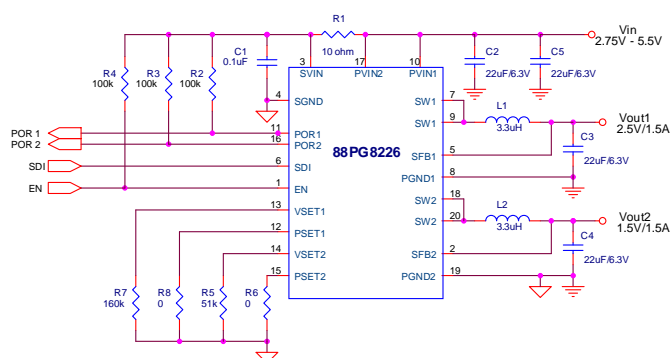 R1
Vin
2.75V - 5.5V
10 ohm
R4
100k
R3
100k
R2
100k
C1
0.1uF
C2
22uF/6.3V
C5
22uF/6.3V
3
SVIN
17
PVIN2
10
PVIN1
4
SGND
7
SW1
9
SW1
L1
3.3uH
Vout1
2.5V/1.5A
POR 1
11
POR1
POR 2
16
POR2
88PG8226
5
SFB1
C3
22uF/6.3V
SDI
6
SDI
8
PGND1
EN
1
EN
18
SW2
13
VSET1
20
SW2
L2
3.3uH
Vout2
1.5V/1.5A
12
PSET1
14
VSET2
2
SFB2
C4
22uF/6.3V
15
PSET2
19
PGND2
R7
160k
R8
0
R5
51k
R6
0